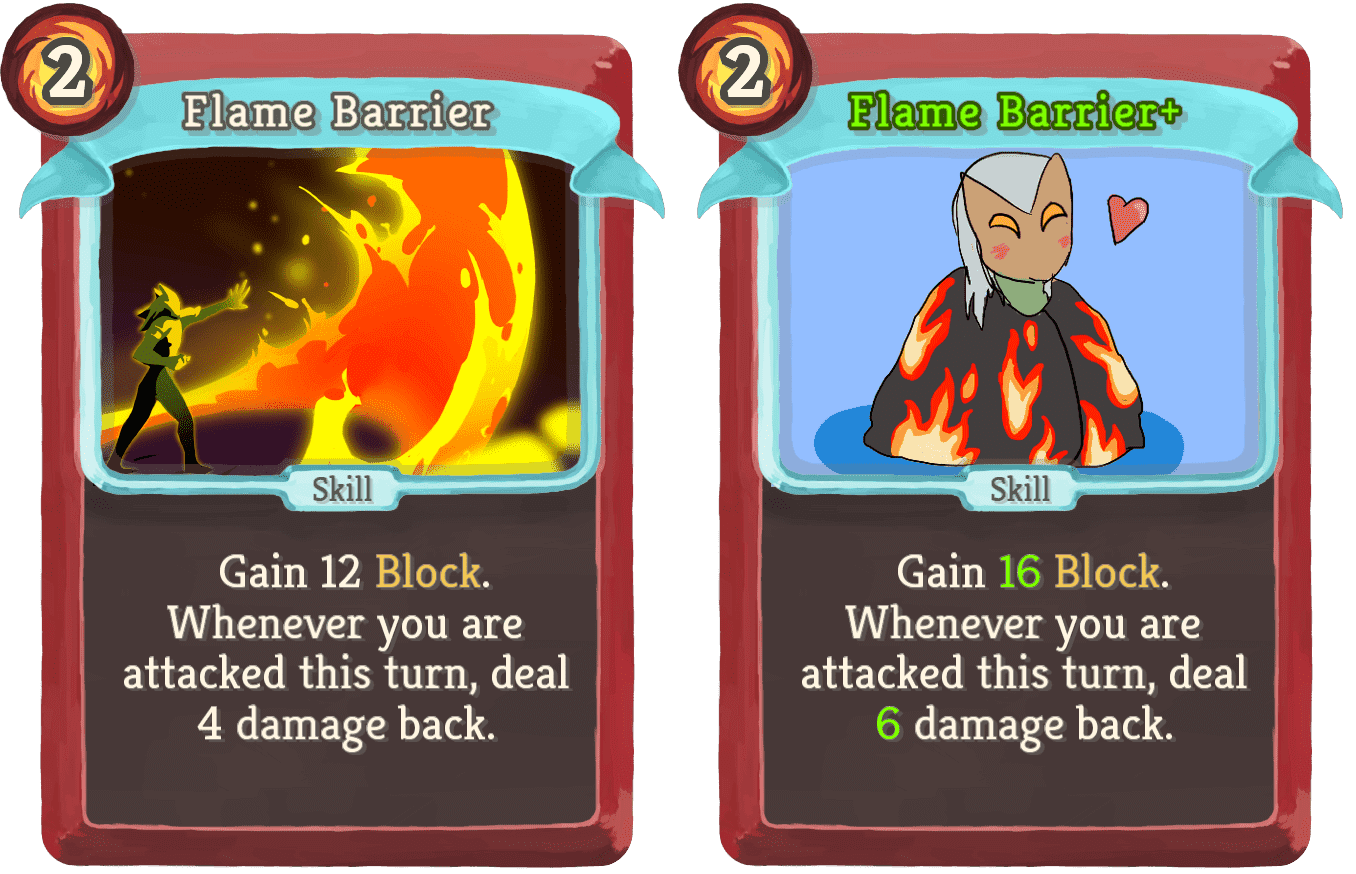 2
Flame Barrier
Skill
Gain 12 Block.
Whenever you are
attacked this turn, deal
4 damage back.
2
Flame Barrier+
Skill
Gain 16 Block.
Whenever you are
attacked this turn, deal
6 damage back.